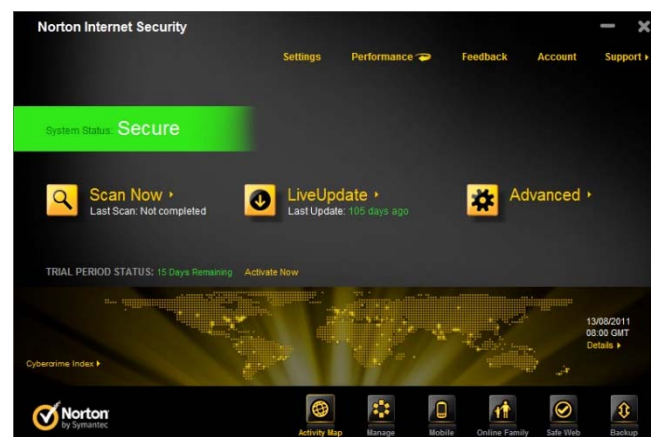 Norton Internet Security
Settings Performance Feedback Account Support
System Status: Secure
Scan Now
Last Scan: Not completed
LiveUpdate
Last Update: 105 days ago
Advanced
TRIAL PERIOD STATUS: 15 Days Remaining Activate Now
13/08/2011
08:00 GMT
Details
Cybercrime Index
Norton
by Symantec
Activity Map Manage Mobile Online Family Safe Web Backup